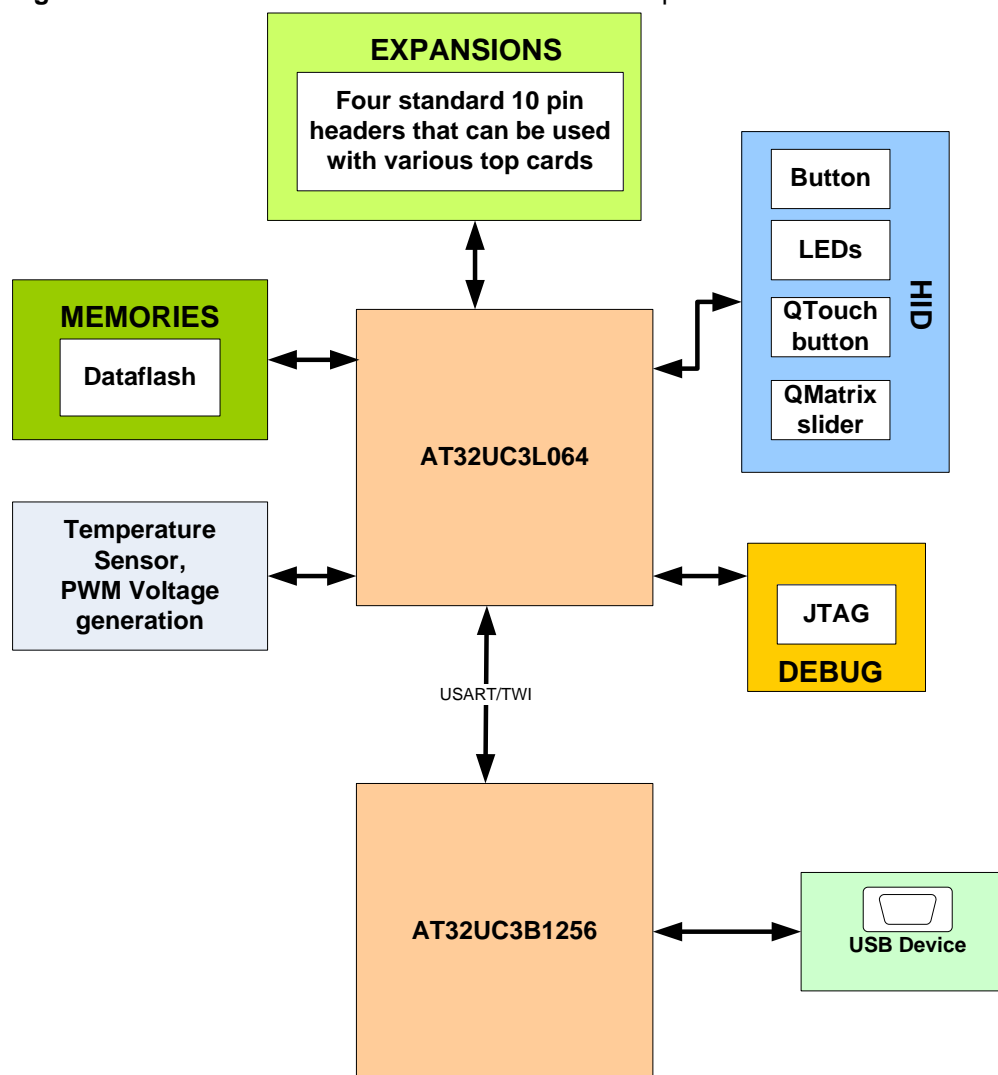 EXPANSIONS
Four standard 10 pin
headers that can be used
with various top cards
Button
LEDs
QTouch
button
QMatrix
slider
HID
MEMORIES
Dataflash
AT32UC3L064
Temperature
Sensor,
PWM Voltage
generation
JTAG
DEBUG
USART/TWI
AT32UC3B1256
USB Device